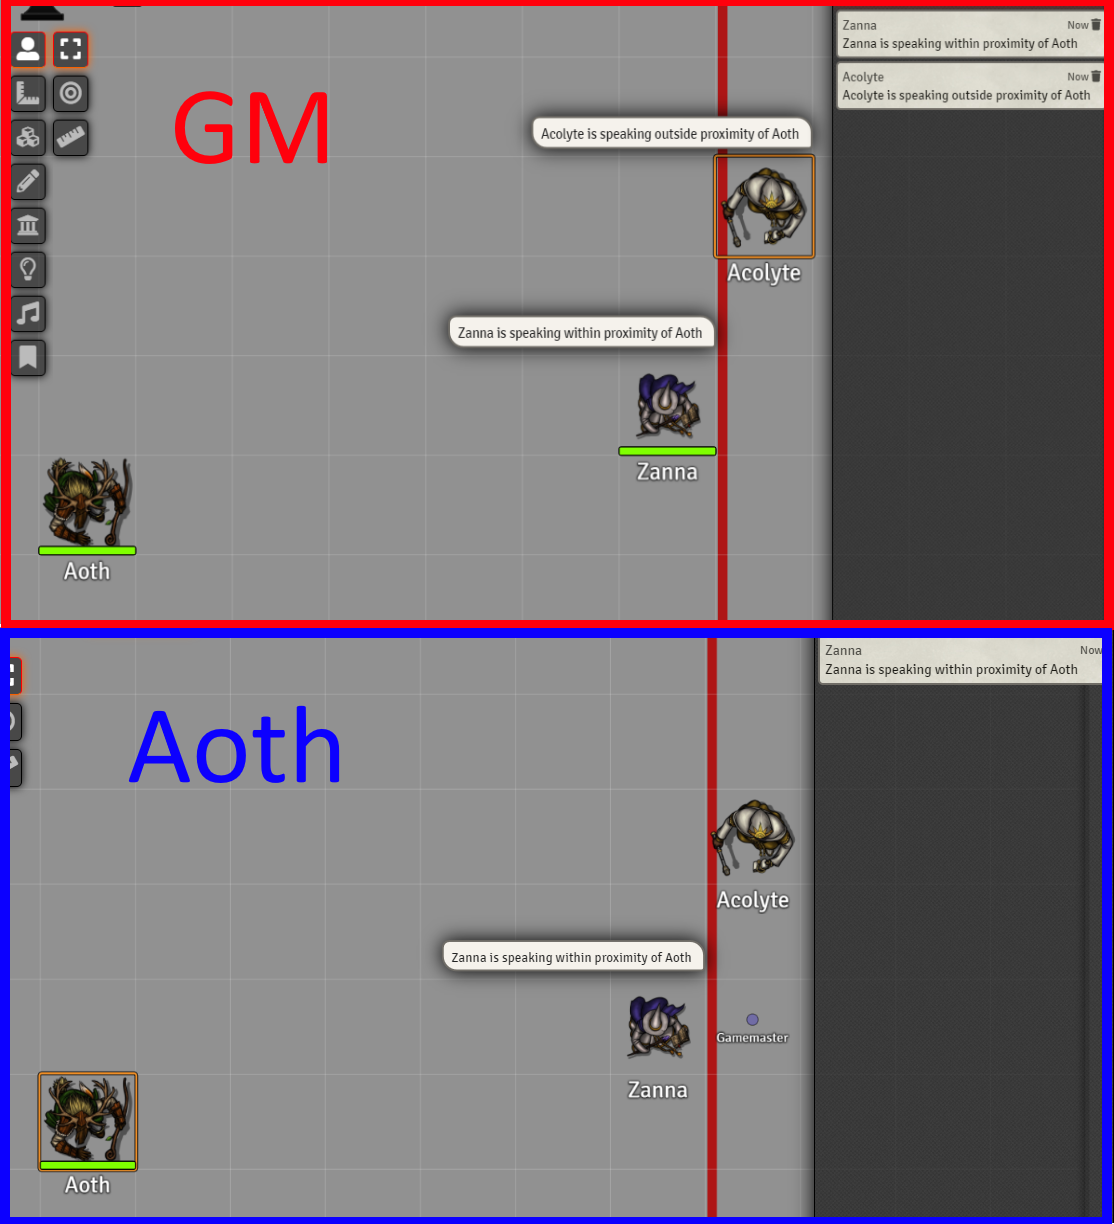 Zanna
Now
Zanna is speaking within proximity of Aoth
Acolyte
Now
Acolyte is speaking outside proximity of Aoth
GM
Acolyte is speaking outside proximity of Aoth
Acolyte
Zanna is speaking within proximity of Aoth
Zanna
Aoth
Zanna
Now
Zanna is speaking within proximity of Aoth
Aoth
Acolyte
Zanna is speaking within proximity of Aoth
Gamemaster
Zanna
Aoth